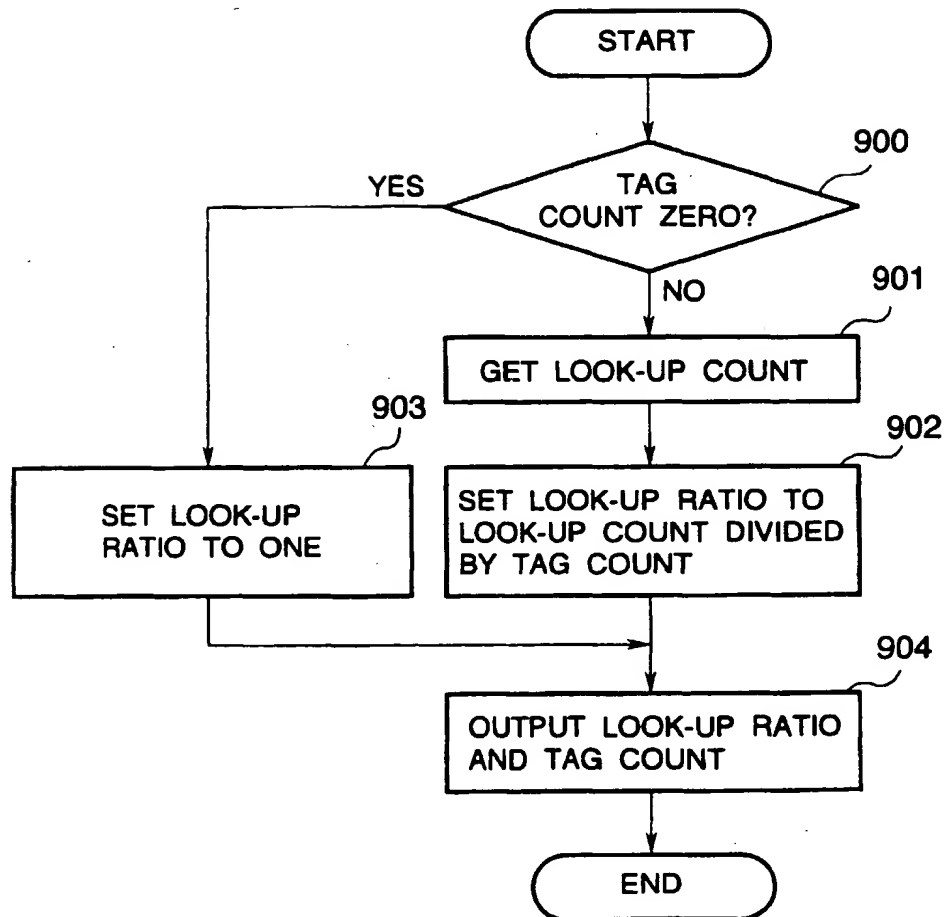 START
900
YES
TAG
COUNT ZERO?
NO
901
GET LOOK-UP COUNT
903
902
SET LOOK-UP
RATIO TO ONE
SET LOOK-UP RATIO TO
LOOK-UP COUNT DIVIDED
BY TAG COUNT
904
OUTPUT LOOK-UP RATIO
AND TAG COUNT
END